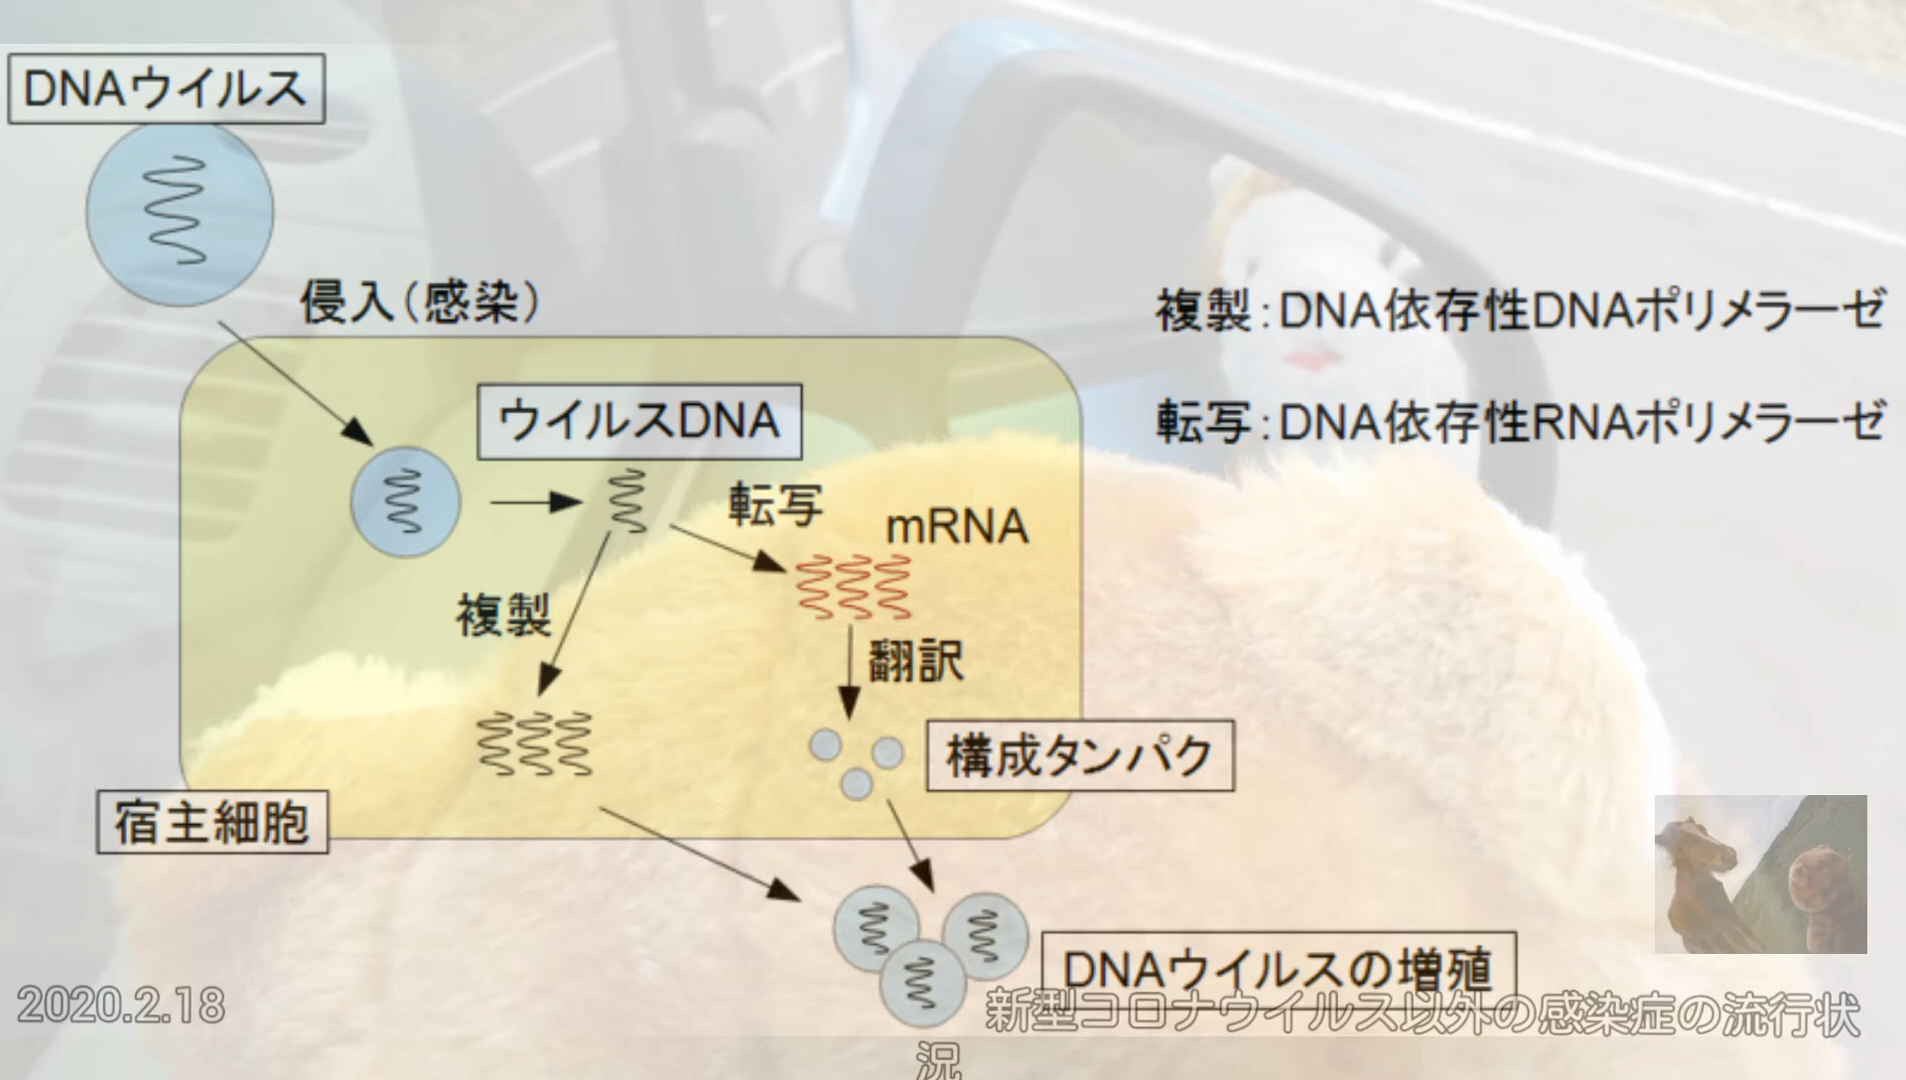 DNAウイルス
侵入(感染)
複製:DNA依存性DNAポリメラーゼ
ウイルスDNA
転写:DNA依存性RNAポリメラーゼ
転写
mRNA
複製
翻訳
構成タンパク
宿主細胞
DNAウイルスの増殖
2020.2.18
新型コロナウイルス以外の感染症の流行状
況